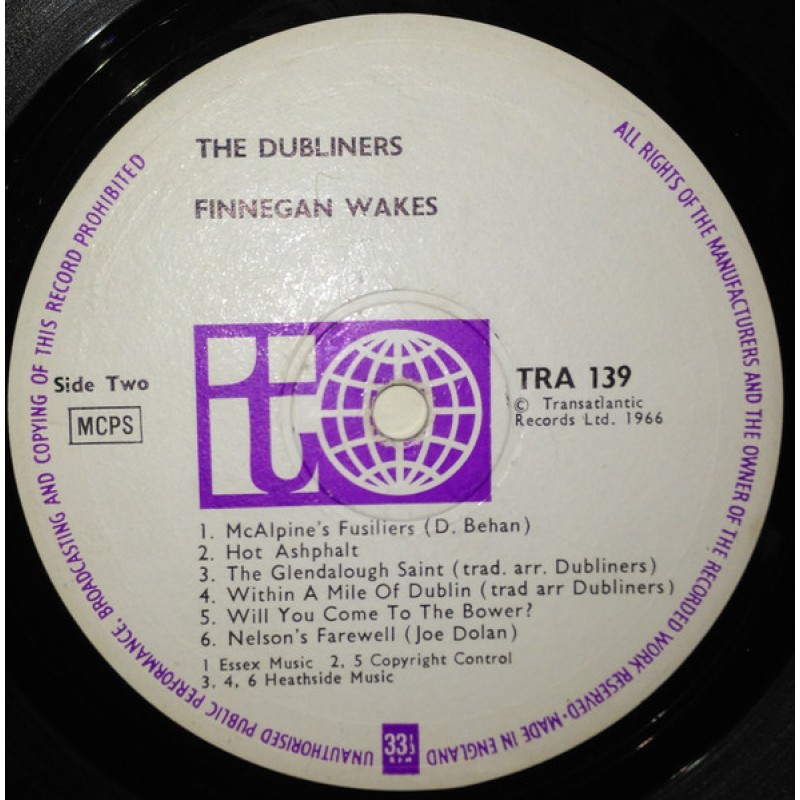 THE DUBLINERS
FINNEGAN WAKES
Side Two
MCPS
t
TRA 139
© Transatlantic
Records Ltd. 1966
1. McAlpine's Fusiliers (D. Behan)
2. Hot Ashphalt
3. The Glendalough Saint (trad. arr. Dubliners)
4. Within A Mile Of Dublin (trad arr Dubliners)
5. Will You Come To The Bower?
6. Nelson's Farewell (Joe Dolan)
1 Essex Music 2, 5 Copyright Control
3, 4, 6 Heathside Music
ALL RIGHTS OF THE MANUFACTURERS AND THE OWNER OF THE RECORDED WORK RESERVED·MADE IN ENGLAND
33⅓
RPM
UNAUTHORISED PUBLIC PERFORMANCE, BROADCASTING AND COPYING OF THIS RECORD PROHIBITED